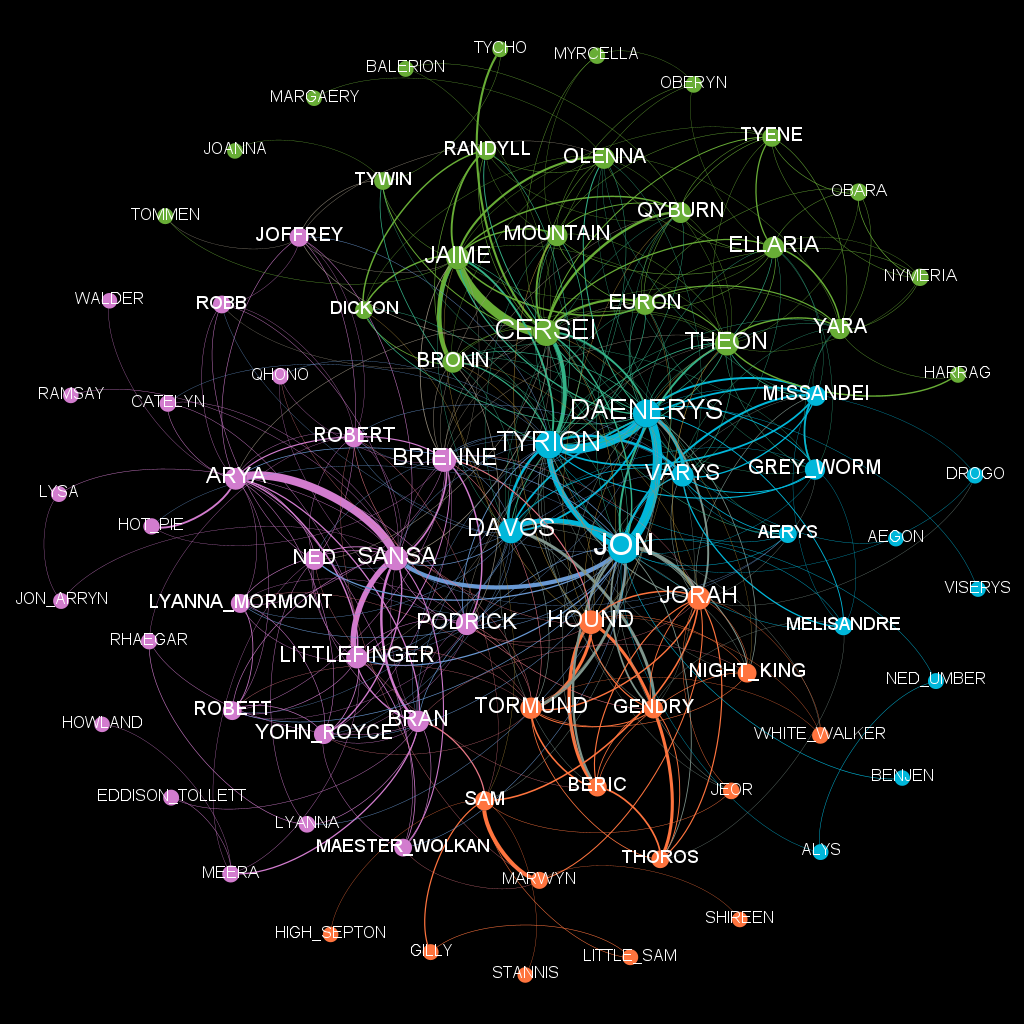 TYCHO
MYRCELLA
BALERION
OBERYN
MARGAERY
TYENE
JOANNA
RANDYLL
OLENNA
TYWIN
OBARA
TOMMEN
QYBURN
JOFFREY
MOUNTAIN
ELLARIA
JAIME
NYMERIA
WALDER
ROBB
DICKON
EURON
CERSEI
YARA
THEON
BRONN
HARRAG
QHONO
RAMSAY
CATELYN
MISSANDEI
DAENERYS
ROBERT
TYRION
BRIENNE
GREY_WORM
ARYA
VARYS
DROGO
LYSA
HOT_PIE
DAVOS
AERYS
AEGON
JON
NED
SANSA
VISERYS
JON_ARRYN
LYANNA_MORMONT
JORAH
PODRICK
HOUND
MELISANDRE
RHAEGAR
LITTLEFINGER
NIGHT_KING
NED_UMBER
ROBETT
TORMUND
GENDRY
HOWLAND
BRAN
YOHN_ROYCE
WHITE_WALKER
BENJEN
BERIC
JEOR
EDDISON_TOLLETT
SAM
LYANNA
MAESTER_WOLKAN
ALYS
THOROS
MEERA
MARWYN
SHIREEN
HIGH_SEPTON
GILLY
LITTLE_SAM
STANNIS